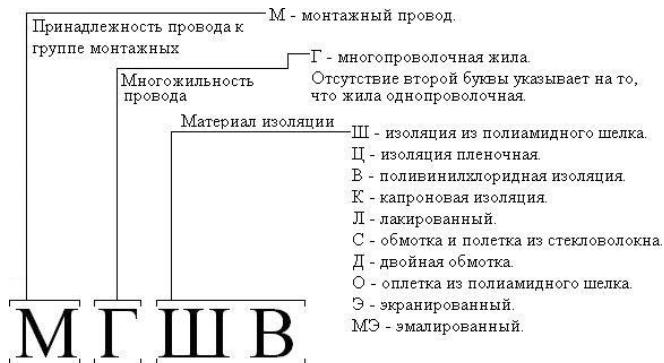 М - монтажный провод.
Принадлежность провода к
группе монтажных
Г - многопроволочная жила.
Отсутствие второй буквы указывает на то,
что жила однопроволочная.
Многожильность
провода
Материал изоляции
Ш - изоляция из полиамидного шелка.
Ц - изоляция пленочная.
В - поливинилхлоридная изоляция.
К - капроновая изоляция.
Л - лакированный.
С - обмотка и полетка из стекловолокна.
Д - двойная обмотка.
О - оплетка из полиамидного шелка.
Э - экранированный.
МЭ - эмалированный.
М Г Ш В